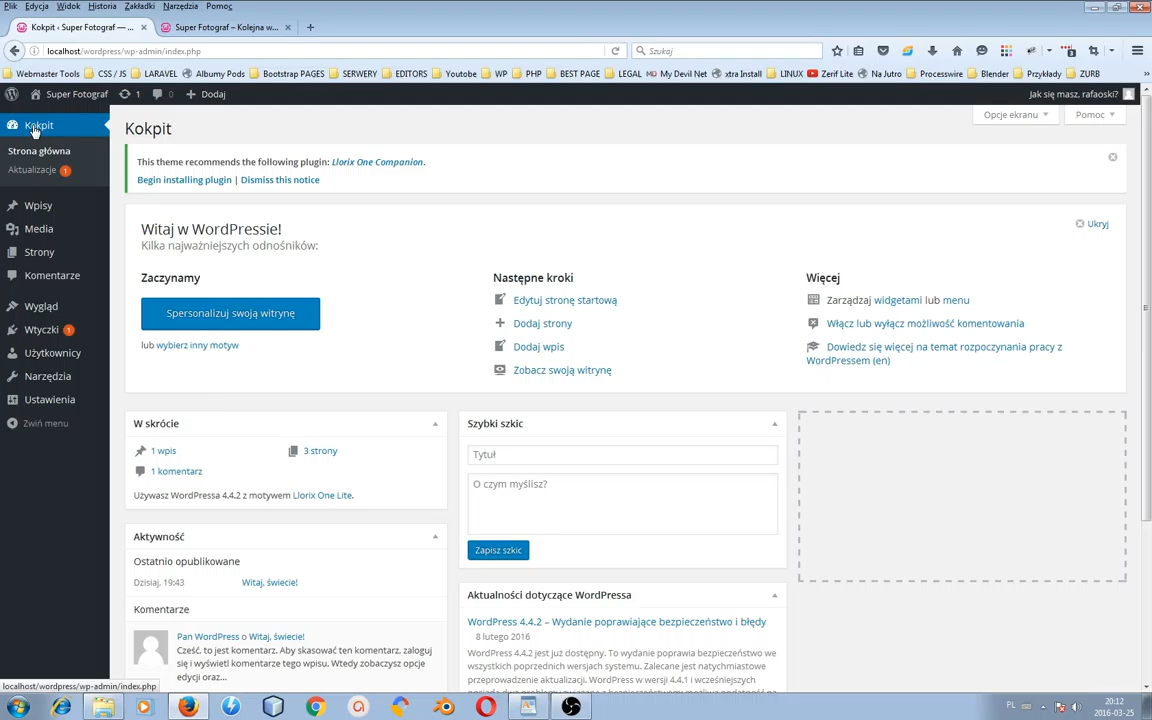 Plik Edycja Widok Historia Zakładki Narzędzia Pomoc
Kokpit ‹ Super Fotograf — ...
Super Fotograf – Kolejna w...
localhost/wordpress/wp-admin/index.php
Szukaj
Webmaster Tools
CSS / JS
LARAVEL
Albumy Pods
Bootstrap PAGES
SERWERY
EDITORS
Youtube
WP
PHP
BEST PAGE
LEGAL
My Devil Net
xtra Install
LINUX
Zerif Lite
Na Jutro
Processwire
Blender
Przykłady
ZURB
Super Fotograf
1
0
Dodaj
Jak się masz, rafaoski?
Kokpit
Strona główna
Aktualizacje 1
Wpisy
Media
Strony
Komentarze
Wygląd
Wtyczki 1
Użytkownicy
Narzędzia
Ustawienia
Zwiń menu
Kokpit
Opcje ekranu
Pomoc
This theme recommends the following plugin: Llorix One Companion.
Begin installing plugin | Dismiss this notice
Witaj w WordPressie!
Kilka najważniejszych odnośników:
Ukryj
Zaczynamy
Spersonalizuj swoją witrynę
lub wybierz inny motyw
Następne kroki
Edytuj stronę startową
Dodaj strony
Dodaj wpis
Zobacz swoją witrynę
Więcej
Zarządzaj widgetami lub menu
Włącz lub wyłącz możliwość komentowania
Dowiedz się więcej na temat rozpoczynania pracy z
WordPressem (en)
W skrócie
1 wpis
3 strony
1 komentarz
Używasz WordPressa 4.4.2 z motywem Llorix One Lite.
Aktywność
Ostatnio opublikowane
Dzisiaj, 19:43
Witaj, świecie!
Komentarze
Pan WordPress o Witaj, świecie!
Cześć, to jest komentarz. Aby skasować ten komentarz, zaloguj
się i wyświetl komentarze tego wpisu. Wtedy zobaczysz opcje
edycji oraz...
Szybki szkic
Tytuł
O czym myślisz?
Zapisz szkic
Aktualności dotyczące WordPressa
WordPress 4.4.2 – Wydanie poprawiające bezpieczeństwo i błędy
8 lutego 2016
WordPress 4.4.2 jest już dostępny. To wydanie poprawia bezpieczeństwo we
wszystkich poprzednich wersjach systemu. Zalecane jest natychmiastowe
przeprowadzenie aktualizacji. WordPress w wersji 4.4.1 i wcześniejszych
localhost/wordpress/wp-admin/index.php
PL
20:12
2016-03-25